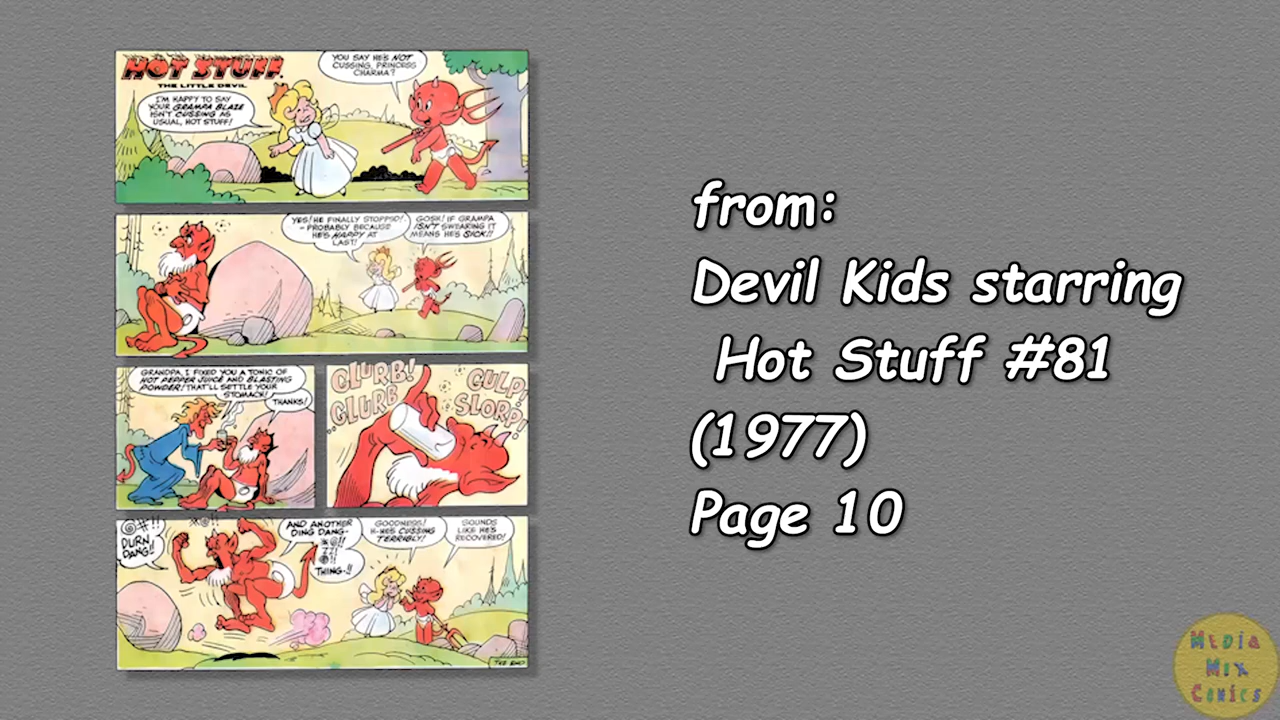 HOT STUFF
THE LITTLE DEVIL
I'M HAPPY TO SAY
YOUR GRAMPA BLAZE
ISN'T CUSSING AS
USUAL, HOT STUFF!
YOU SAY HE'S NOT
CUSSING, PRINCESS
CHARMA?
YES! HE FINALLY STOPPED!
- PROBABLY BECAUSE
HE'S HAPPY AT
LAST!
GOSH! IF GRAMPA
ISN'T SWEARING IT
MEANS HE'S SICK!!
GRANDPA, I FIXED YOU A TONIC OF
HOT PEPPER JUICE AND BLASTING
POWDER! THAT'LL SETTLE YOUR
STOMACH!
THANKS!
GLURB!
GLURB
GULP!
SLORP!
@#!!
DURN
DANG!!
AND ANOTHER
DING DANG-
THING-!!
GOODNESS!
H-HE'S CUSSING
TERRIBLY!
SOUNDS
LIKE HE'S
RECOVERED!
THE END
from:
Devil Kids starring
Hot Stuff #81
(1977)
Page 10
MEDIA
MIX
COMICS